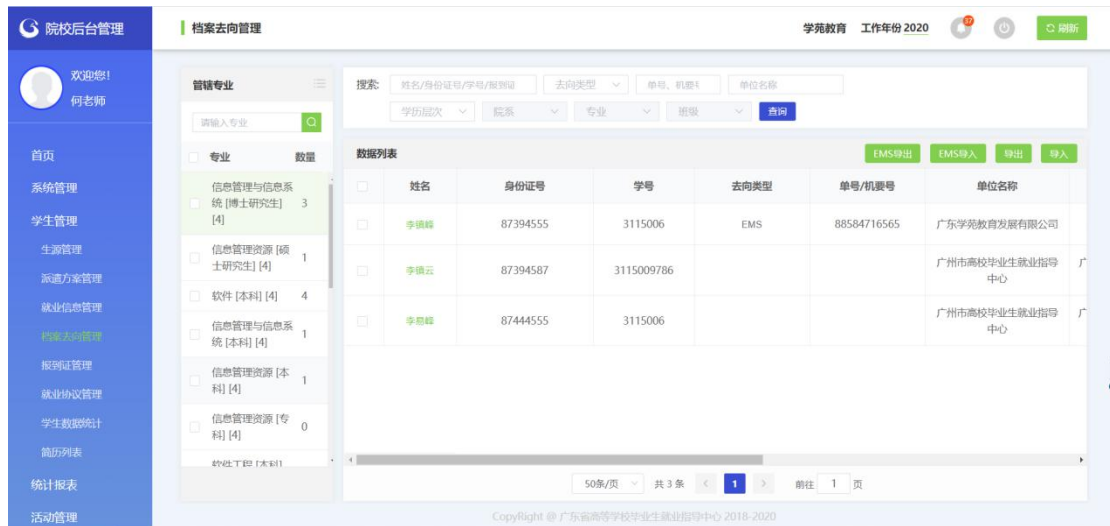 院校后台管理
档案去向管理
学苑教育 工作年份 2020
37
刷新
欢迎您!
何老师
首页
系统管理
学生管理
生源管理
派遣方案管理
就业信息管理
档案去向管理
报到证管理
就业协议管理
学生数据统计
简历列表
统计报表
活动管理
管辖专业
请输入专业
专业 数量
信息管理与信息系
统 [博士研究生] 3
[4]
信息管理资源 [硕
士研究生] [4] 1
软件 [本科] [4] 4
信息管理与信息系
统 [本科] [4] 1
信息管理资源 [本
科] [4] 1
信息管理资源 [专
科] [4] 0
软件工程 [本科]
搜索: 姓名/身份证号/学号/报到证 去向类型 单号、机要号 单位名称
学历层次 院系 专业 班级 查询
数据列表 EMS导出 EMS导入 导出 导入
姓名 身份证号 学号 去向类型 单号/机要号 单位名称
李镇峰 87394555 3115006 EMS 88584716565 广东学苑教育发展有限公司
李镇云 87394587 3115009786 广州市高校毕业生就业指导
中心 广
李易峰 87444555 3115006 广州市高校毕业生就业指导
中心 广
50条/页 共 3 条 1 前往 1 页
CopyRight @ 广东省高等学校毕业生就业指导中心 2018-2020